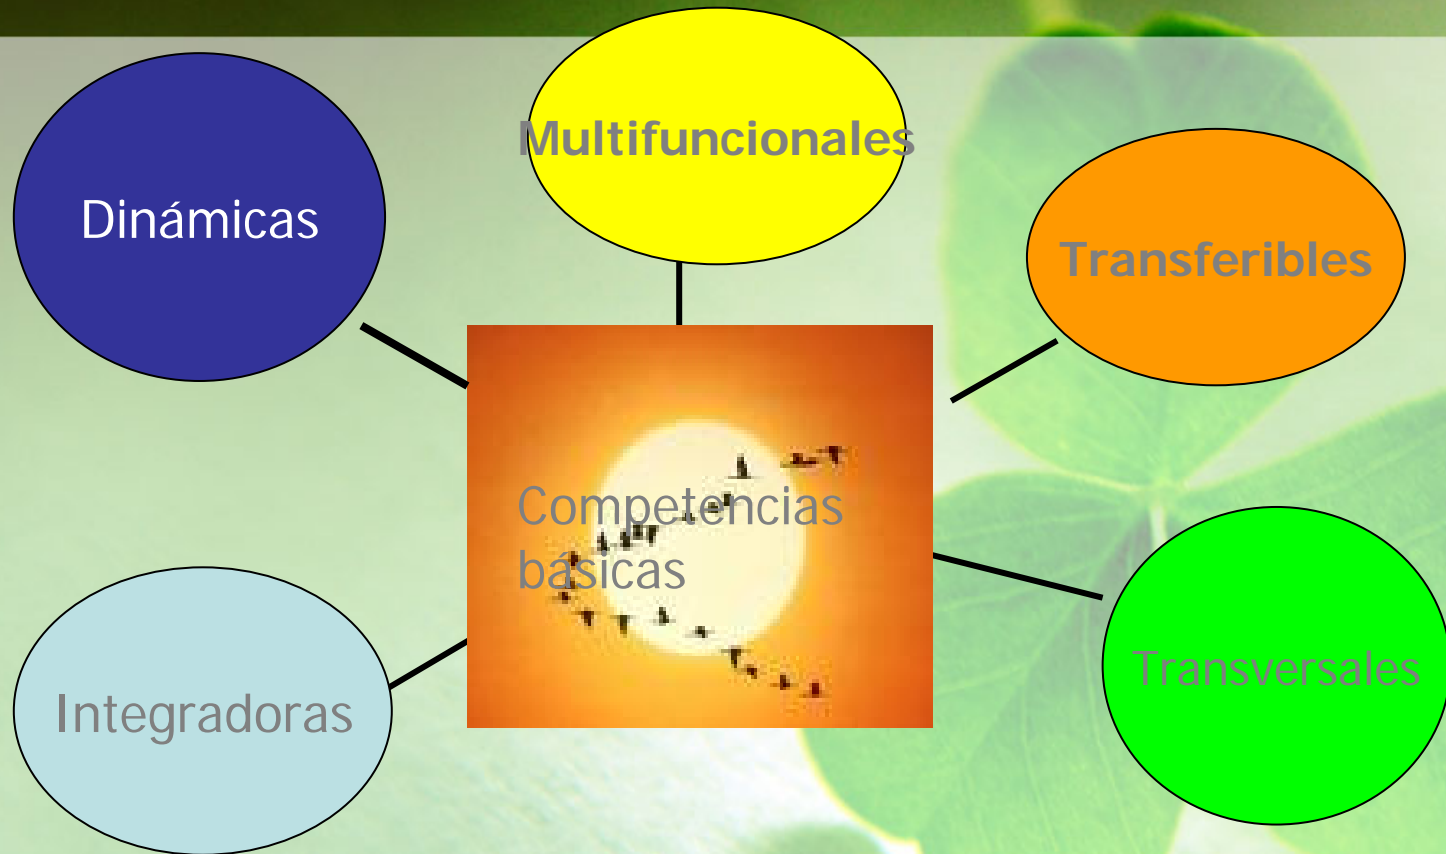 Dinámicas
Multifuncionales
Transferibles
Competencias
básicas
Integradoras
Transversales